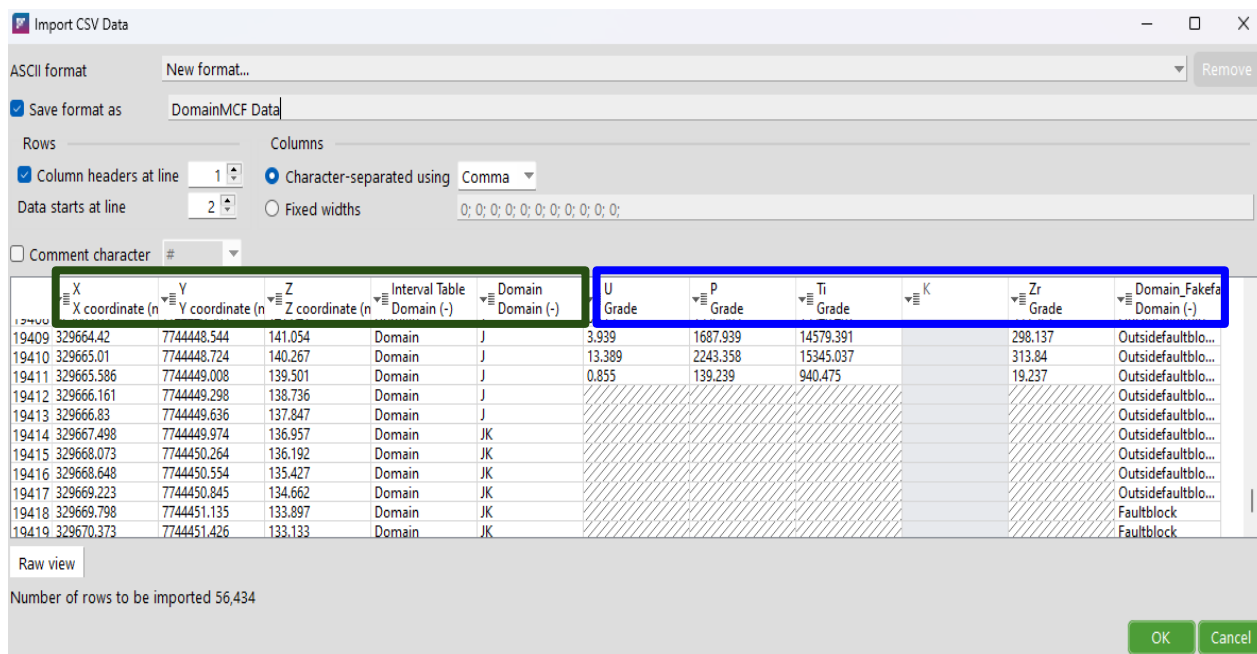 Import CSV Data
ASCII format New format... Remove
Save format as DomainMCF Data
Rows Columns
Column headers at line 1 Character-separated using Comma
Data starts at line 2 Fixed widths 0; 0; 0; 0; 0; 0; 0; 0; 0; 0; 0;
Comment character #
X Y Z Interval Table Domain U P Ti K Zr Domain_Fakefa
X coordinate (n Y coordinate (n Z coordinate (n Domain (-) Domain (-) Grade Grade Grade Grade Domain (-)
19409 329664.42 7744448.544 141.054 Domain J 3.939 1687.939 14579.391 298.137 Outsidefaultblo...
19410 329665.01 7744448.724 140.267 Domain J 13.389 2243.358 15345.037 313.84 Outsidefaultblo...
19411 329665.586 7744449.008 139.501 Domain J 0.855 139.239 940.475 19.237 Outsidefaultblo...
19412 329666.161 7744449.298 138.736 Domain J Outsidefaultblo...
19413 329666.83 7744449.636 137.847 Domain J Outsidefaultblo...
19414 329667.498 7744449.974 136.957 Domain JK Outsidefaultblo...
19415 329668.073 7744450.264 136.192 Domain JK Outsidefaultblo...
19416 329668.648 7744450.554 135.427 Domain JK Outsidefaultblo...
19417 329669.223 7744450.845 134.662 Domain JK Outsidefaultblo...
19418 329669.798 7744451.135 133.897 Domain JK Faultblock
19419 329670.373 7744451.426 133.133 Domain JK Faultblock
Raw view
Number of rows to be imported 56,434
OK Cancel